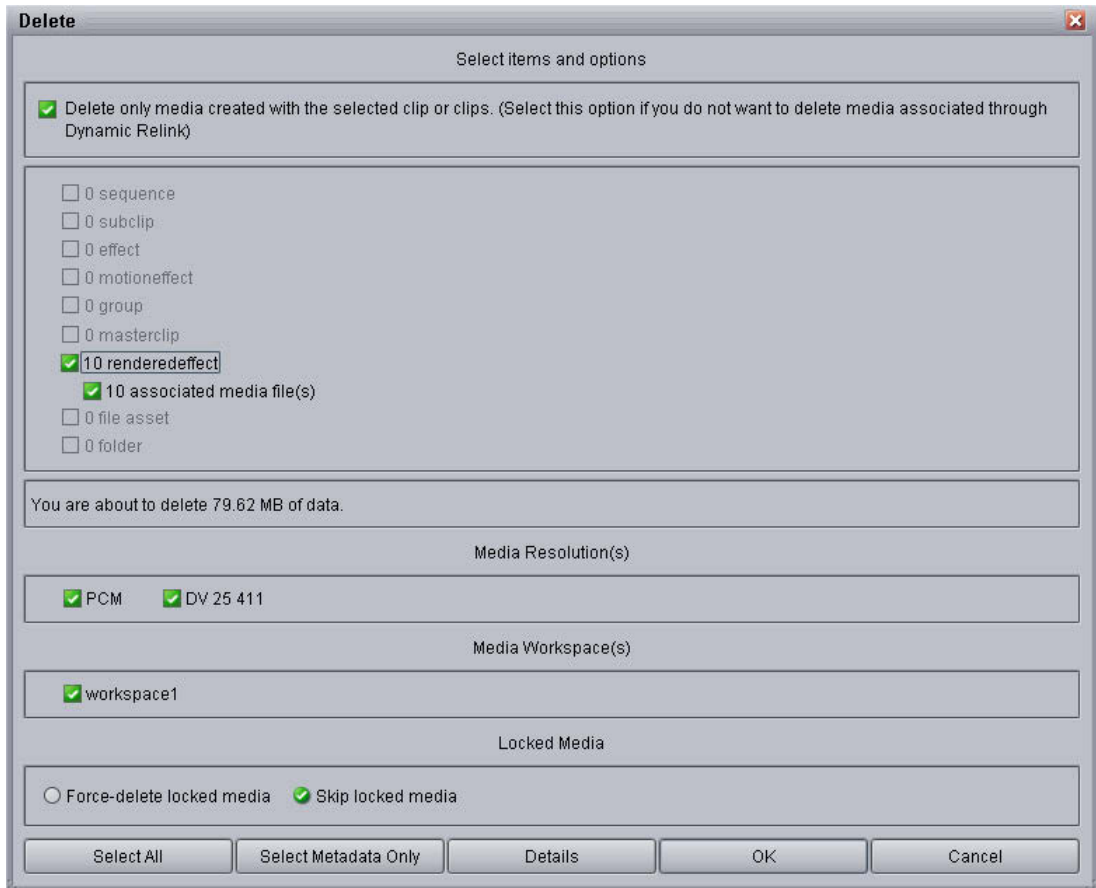 Delete
Select items and options
Delete only media created with the selected clip or clips. (Select this option if you do not want to delete media associated through
Dynamic Relink)
0 sequence
0 subclip
0 effect
0 motioneffect
0 group
0 masterclip
10 renderedeffect
10 associated media file(s)
0 file asset
0 folder
You are about to delete 79.62 MB of data.
Media Resolution(s)
PCM DV 25 411
Media Workspace(s)
workspace1
Locked Media
Force-delete locked media Skip locked media
Select All Select Metadata Only Details OK Cancel